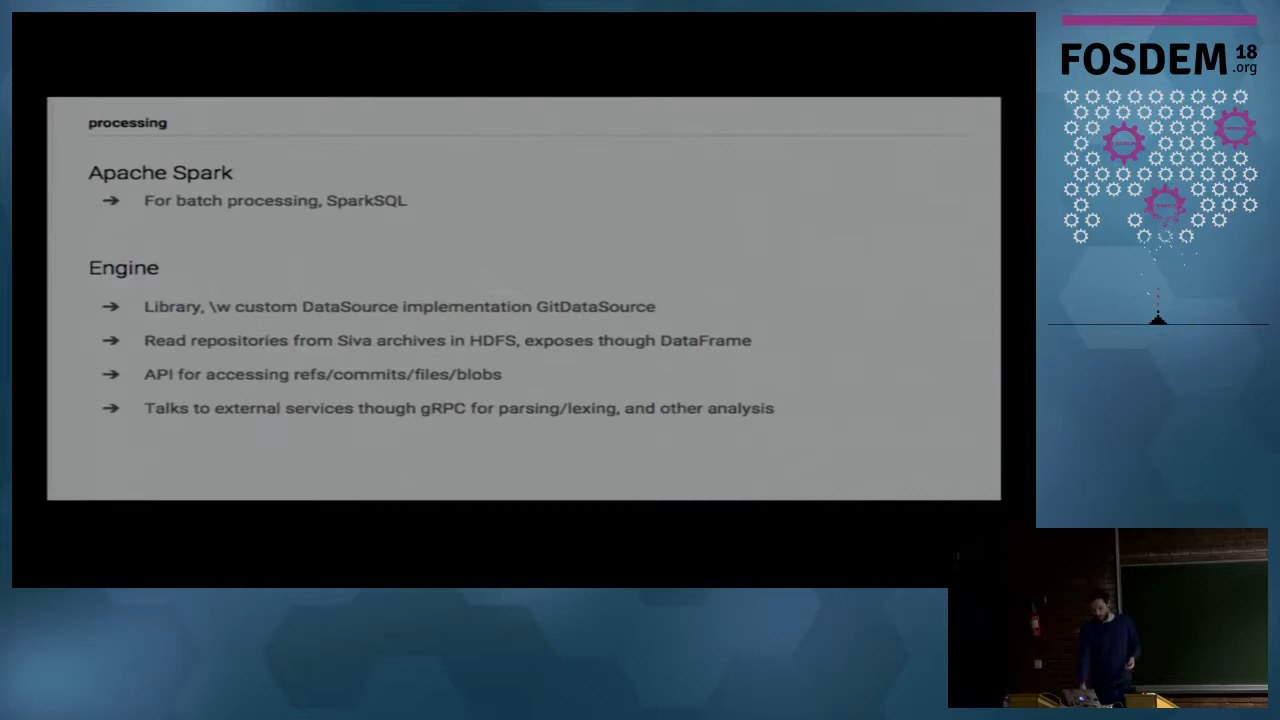 processing
Apache Spark
➔ For batch processing, SparkSQL
Engine
➔ Library, \w custom DataSource implementation GitDataSource
➔ Read repositories from Siva archives in HDFS, exposes though DataFrame
➔ API for accessing refs/commits/files/blobs
➔ Talks to external services though gRPC for parsing/lexing, and other analysis
FOSDEM 18
.org